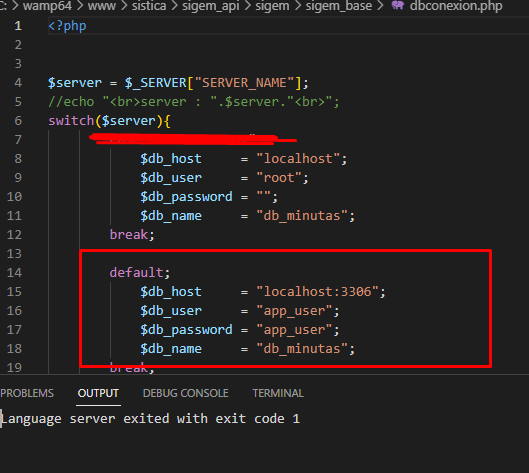 C: > wamp64 > www > sistica > sigem_api > sigem > sigem_base > dbconexion.php
1 <?php
2
3
4 $server = $_SERVER["SERVER_NAME"];
5 //echo "<br>server : ".$server."<br>";
6 switch($server){
7
8 $db_host = "localhost";
9 $db_user = "root";
10 $db_password = "";
11 $db_name = "db_minutas";
12 break;
13
14 default;
15 $db_host = "localhost:3306";
16 $db_user = "app_user";
17 $db_password = "app_user";
18 $db_name = "db_minutas";
19 break;
PROBLEMS OUTPUT DEBUG CONSOLE TERMINAL
Language server exited with exit code 1